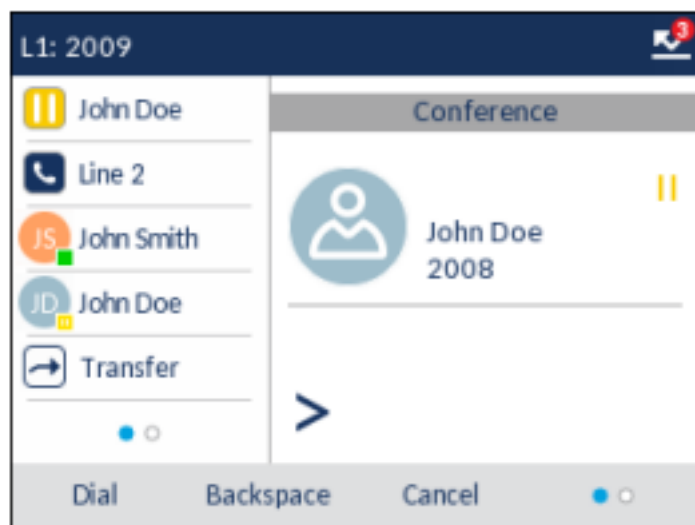 L1: 2009
3
John Doe
Line 2
JS John Smith
JD John Doe
Transfer
Conference
John Doe
2008
>
Dial Backspace Cancel